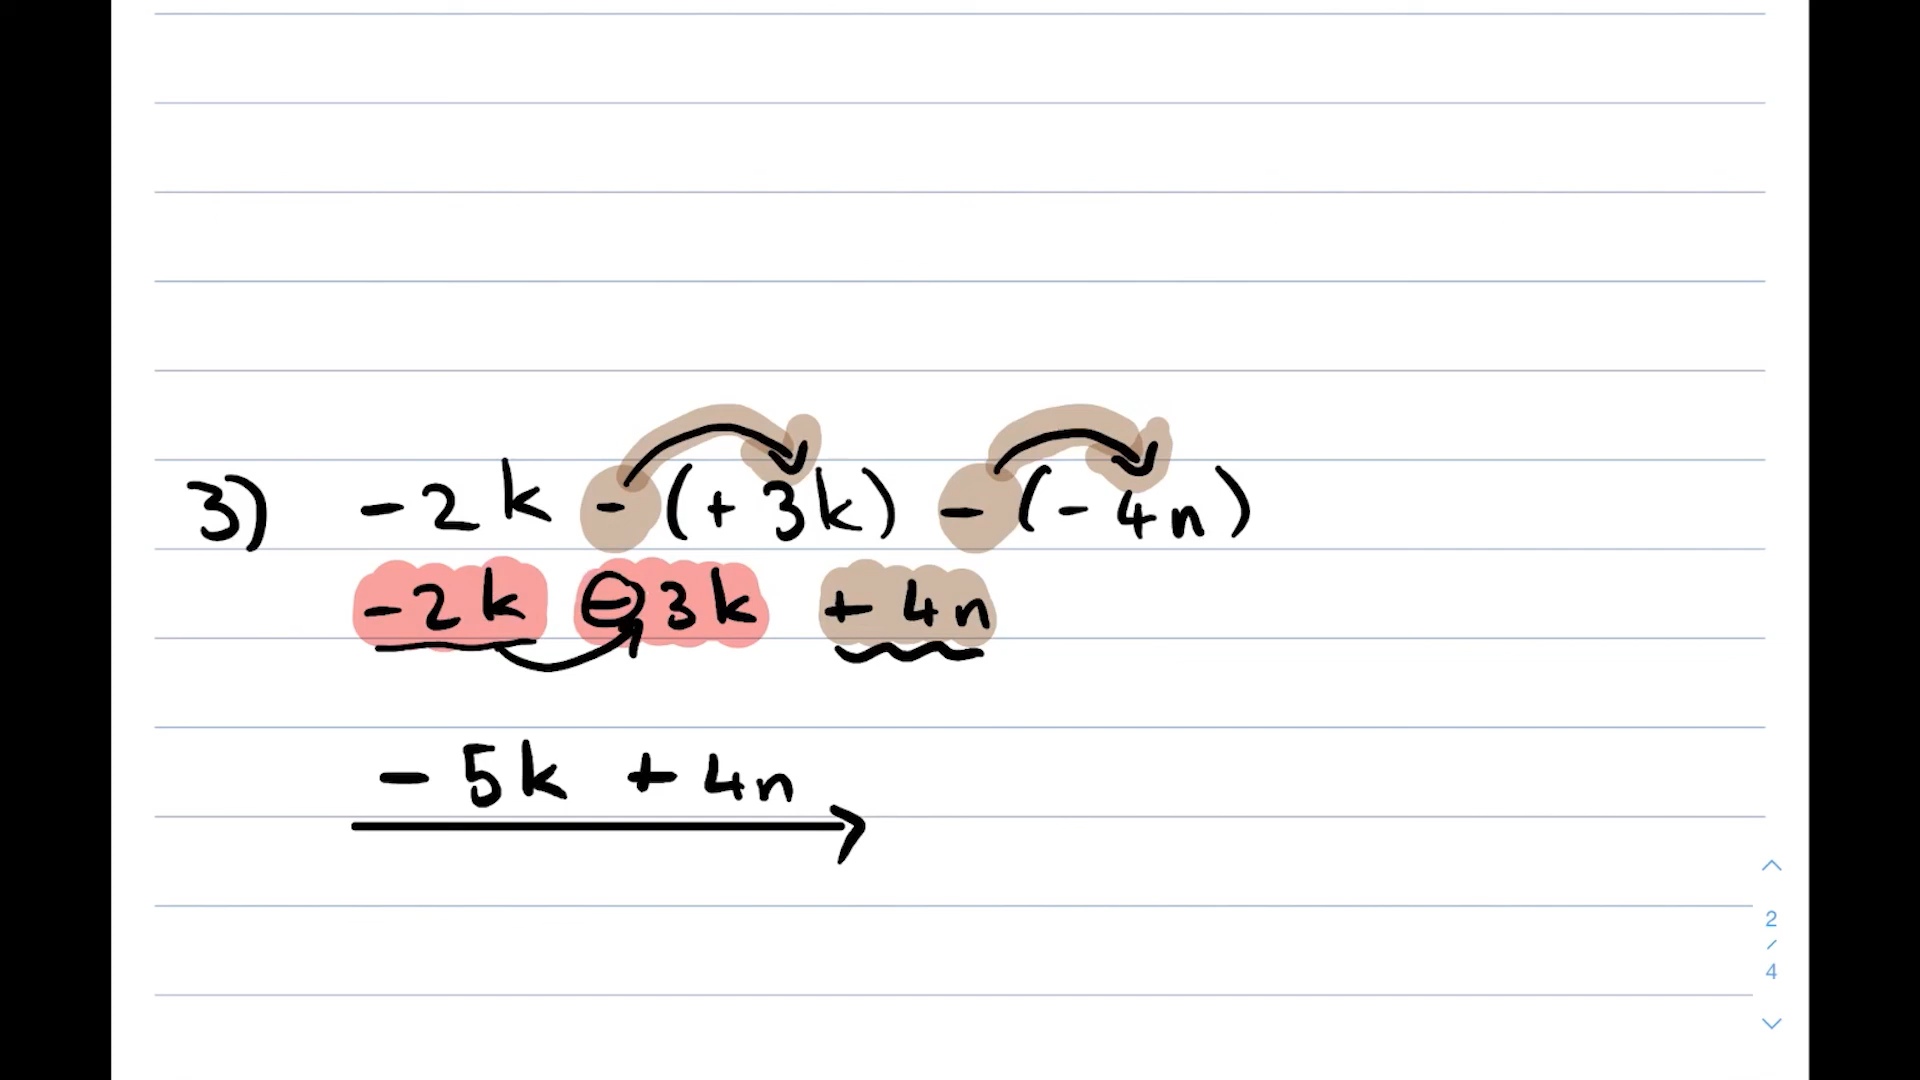 3) -2k -(+3k) -(-4n)
-2k -3k +4n
-5k +4n
2
/
4